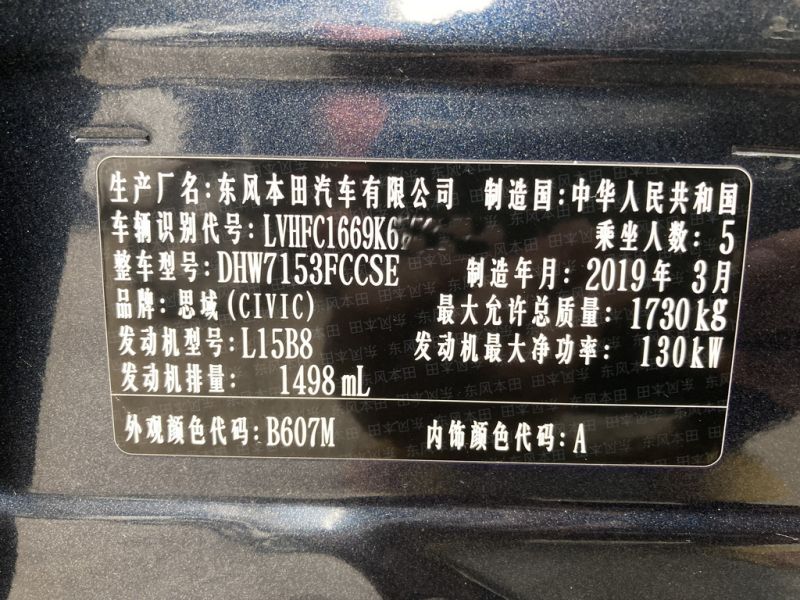 生产厂名:东风本田汽车有限公司 制造国:中华人民共和国
车辆识别代号:LVHFC1669K6 乘坐人数:5
整车型号:DHW7153FCCSE 制造年月:2019年3月
品牌:思域(CIVIC) 最大允许总质量:1730kg
发动机型号:L15B8 发动机最大净功率:130kW
发动机排量: 1498mL
外观颜色代码:B607M 内饰颜色代码:A